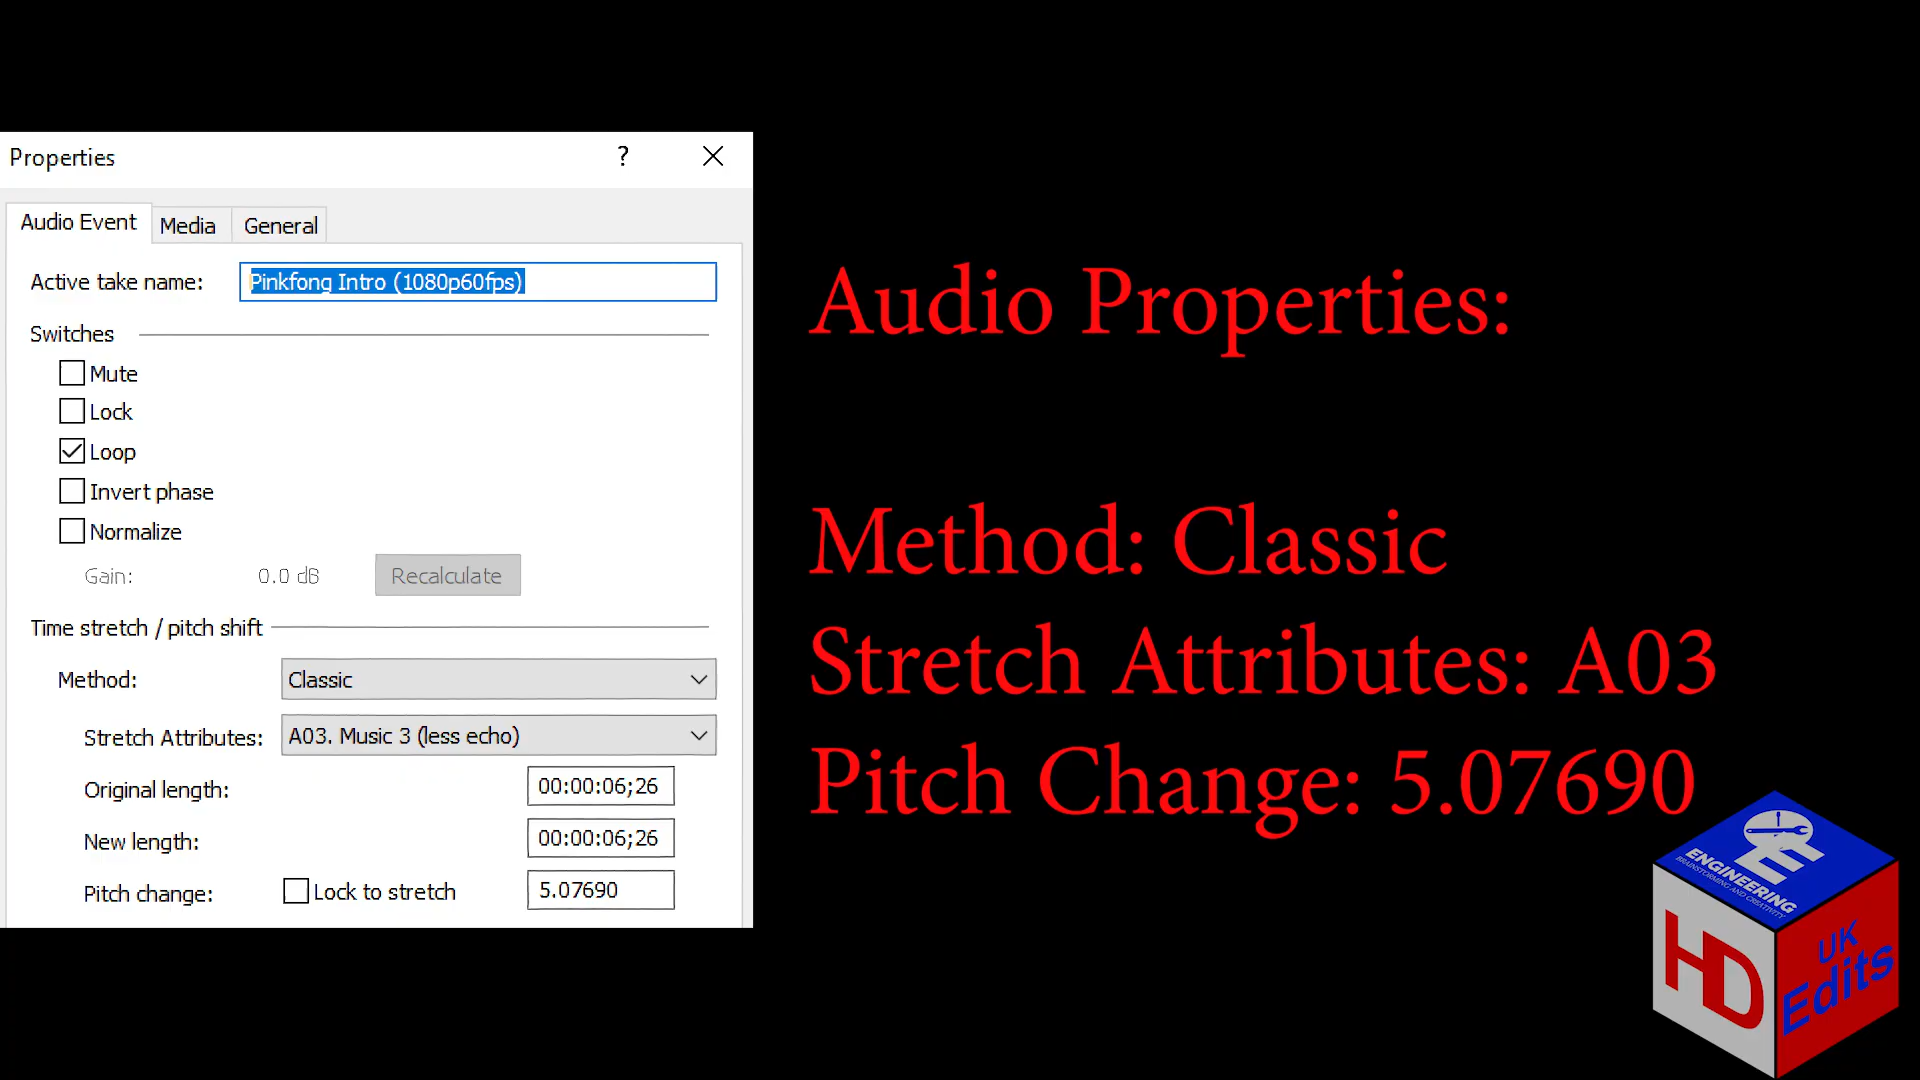 Properties
?
Audio Event Media General
Active take name: Pinkfong Intro (1080p60fps)
Switches
Mute
Lock
Loop
Invert phase
Normalize
Gain: 0.0 dB Recalculate
Time stretch / pitch shift
Method: Classic
Stretch Attributes: A03. Music 3 (less echo)
Original length: 00:00:06;26
New length: 00:00:06;26
Pitch change: Lock to stretch 5.07690
Audio Properties:
Method: Classic
Stretch Attributes: A03
Pitch Change: 5.07690
E
ENGINEERING
BRAINSTORMING AND CREATIVITY
HD
UK
Edits